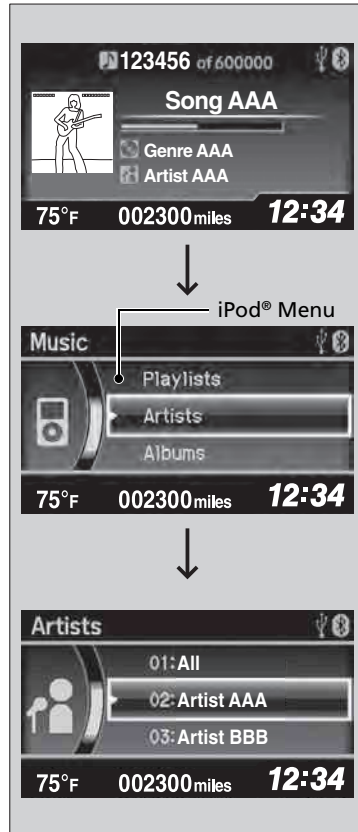 123456 of 600000
Song AAA
Genre AAA
Artist AAA
75°F 002300 miles 12:34
iPod® Menu
Music
Playlists
Artists
Albums
75°F 002300 miles 12:34
Artists
01:All
02:Artist AAA
03:Artist BBB
75°F 002300 miles 12:34